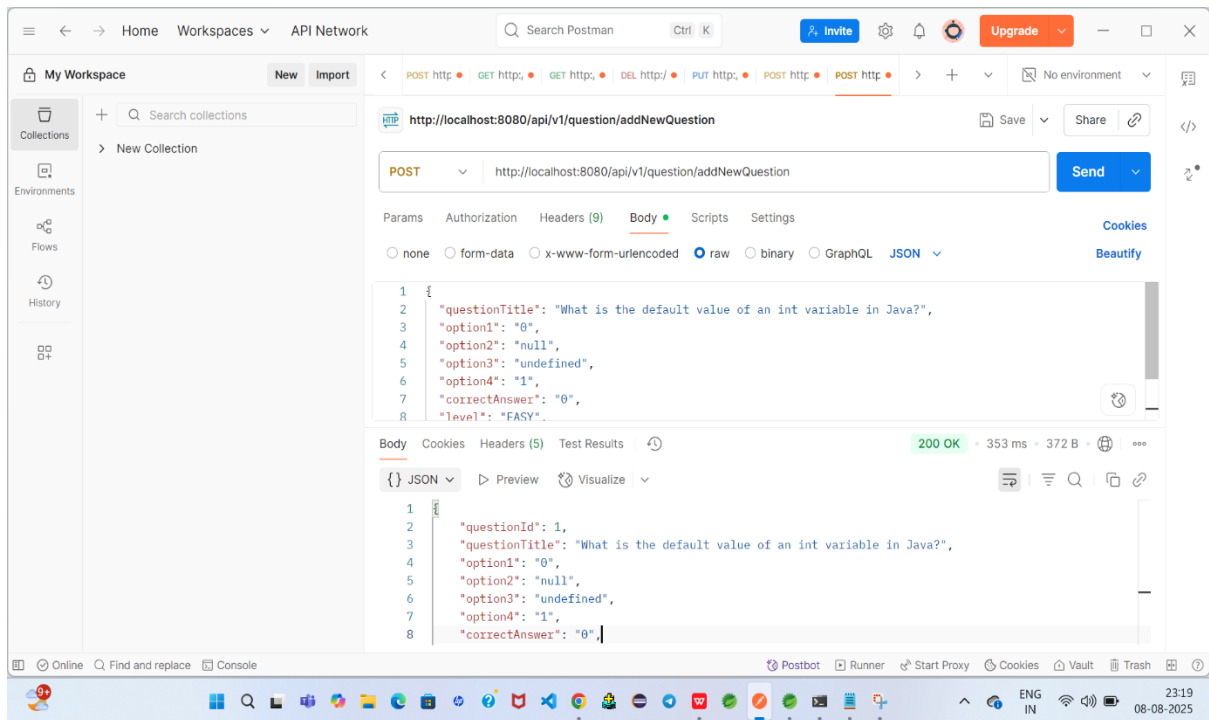 Home Workspaces API Network Search Postman Ctrl K Invite Upgrade
My Workspace New Import POST http GET http:, GET http:, DEL http:/ PUT http:, POST http POST http No environment
Search collections
Collections
New Collection
Environments
Flows
History
HTTP http://localhost:8080/api/v1/question/addNewQuestion Save Share
POST http://localhost:8080/api/v1/question/addNewQuestion Send
Params Authorization Headers (9) Body Scripts Settings Cookies
none form-data x-www-form-urlencoded raw binary GraphQL JSON Beautify
1 {
2 "questionTitle": "What is the default value of an int variable in Java?",
3 "option1": "0",
4 "option2": "null",
5 "option3": "undefined",
6 "option4": "1",
7 "correctAnswer": "0",
8 "level": "EASY",
Body Cookies Headers (5) Test Results 200 OK 353 ms 372 B
{} JSON Preview Visualize
1 {
2 "questionId": 1,
3 "questionTitle": "What is the default value of an int variable in Java?",
4 "option1": "0",
5 "option2": "null",
6 "option3": "undefined",
7 "option4": "1",
8 "correctAnswer": "0",
Online Find and replace Console Postbot Runner Start Proxy Cookies Vault Trash
9+
ENG
IN
23:19
08-08-2025